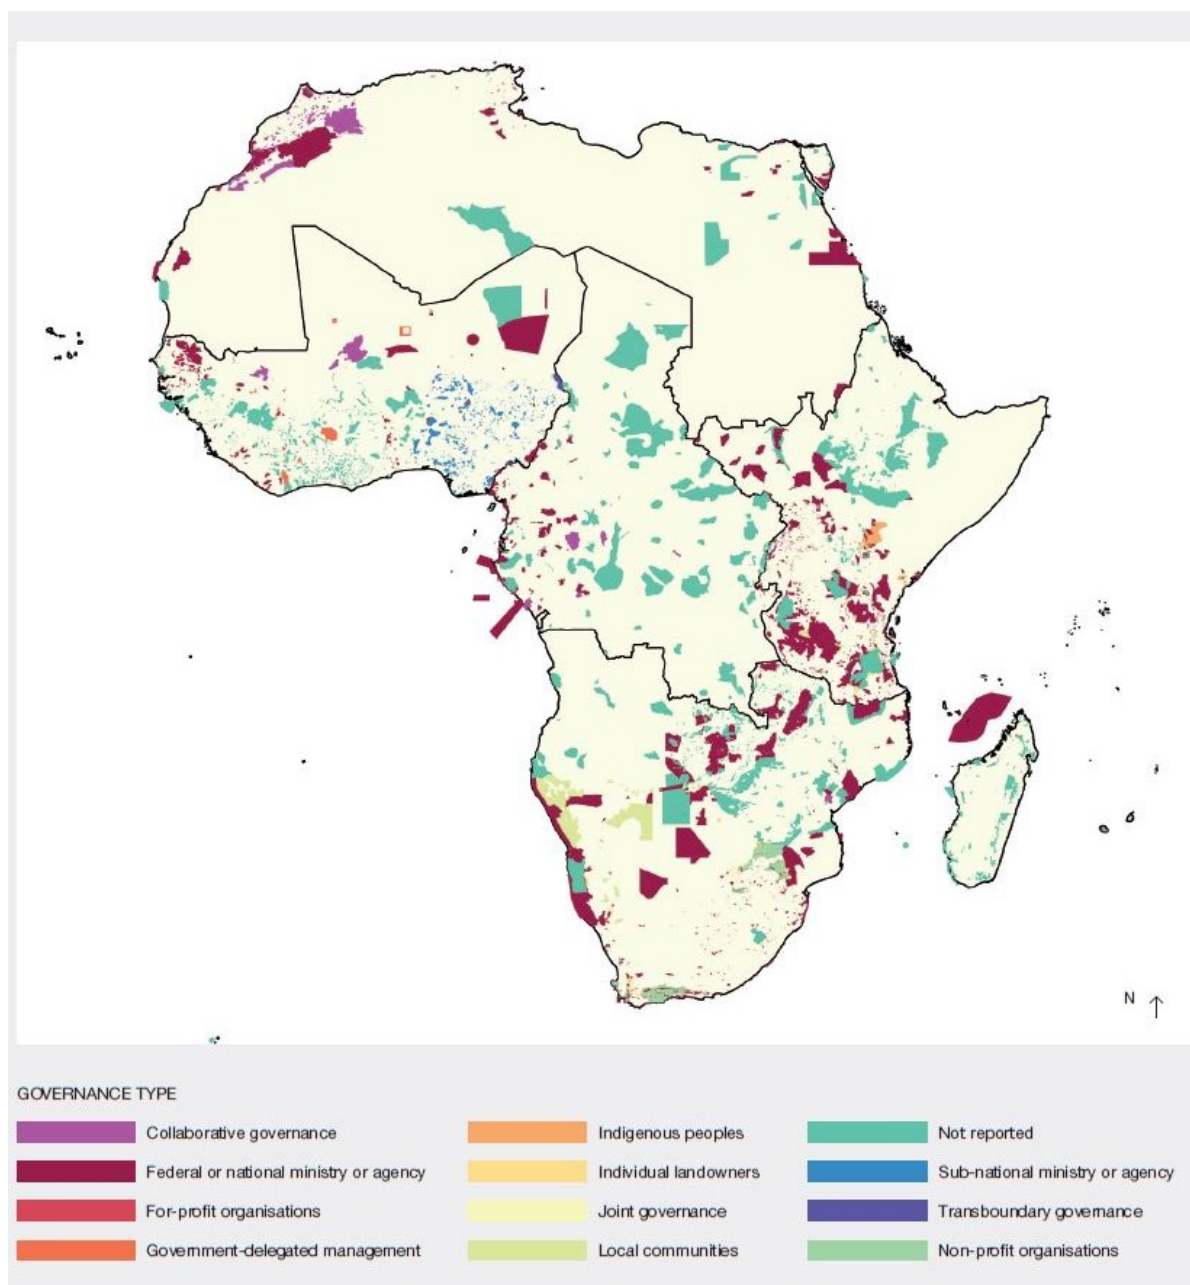 N
GOVERNANCE TYPE
Collaborative governance
Federal or national ministry or agency
For-profit organisations
Government-delegated management
Indigenous peoples
Individual landowners
Joint governance
Local communities
Not reported
Sub-national ministry or agency
Transboundary governance
Non-profit organisations